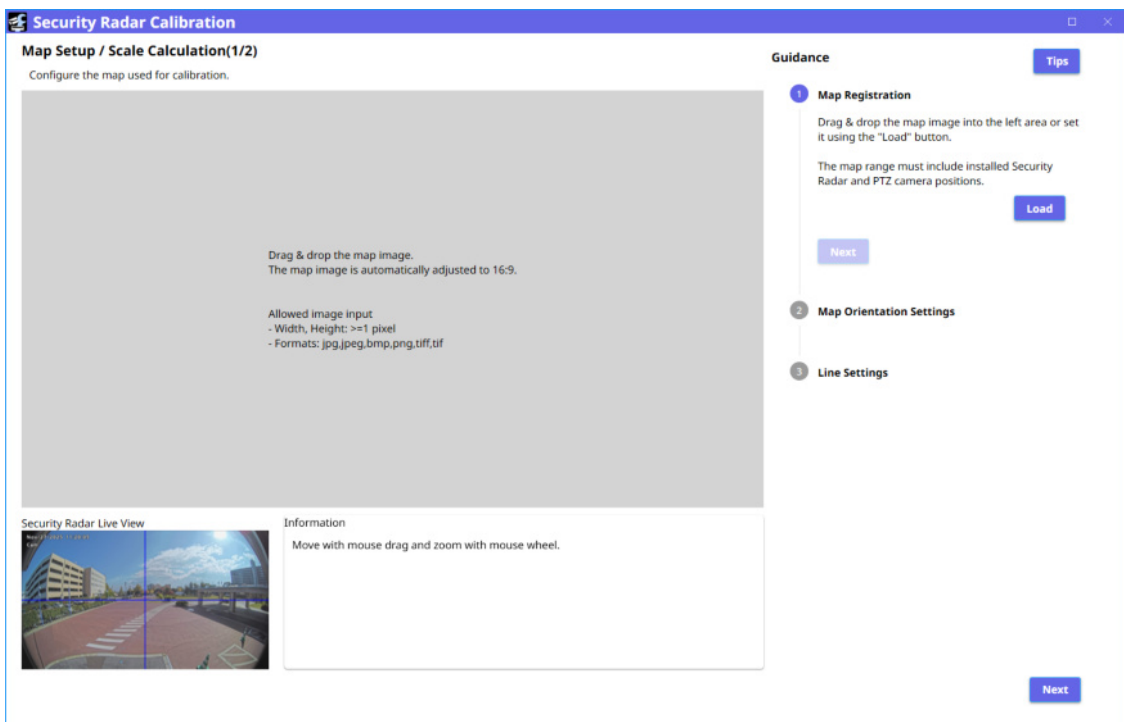 Security Radar Calibration
Map Setup / Scale Calculation(1/2)
Configure the map used for calibration.
Drag & drop the map image.
The map image is automatically adjusted to 16:9.
Allowed image input
- Width, Height: >=1 pixel
- Formats: jpg,jpeg,bmp,png,tiff,tif
Security Radar Live View
Information
Move with mouse drag and zoom with mouse wheel.
Guidance
Tips
1
Map Registration
Drag & drop the map image into the left area or set
it using the "Load" button.
The map range must include installed Security
Radar and PTZ camera positions.
Load
Next
2
Map Orientation Settings
3
Line Settings
Next